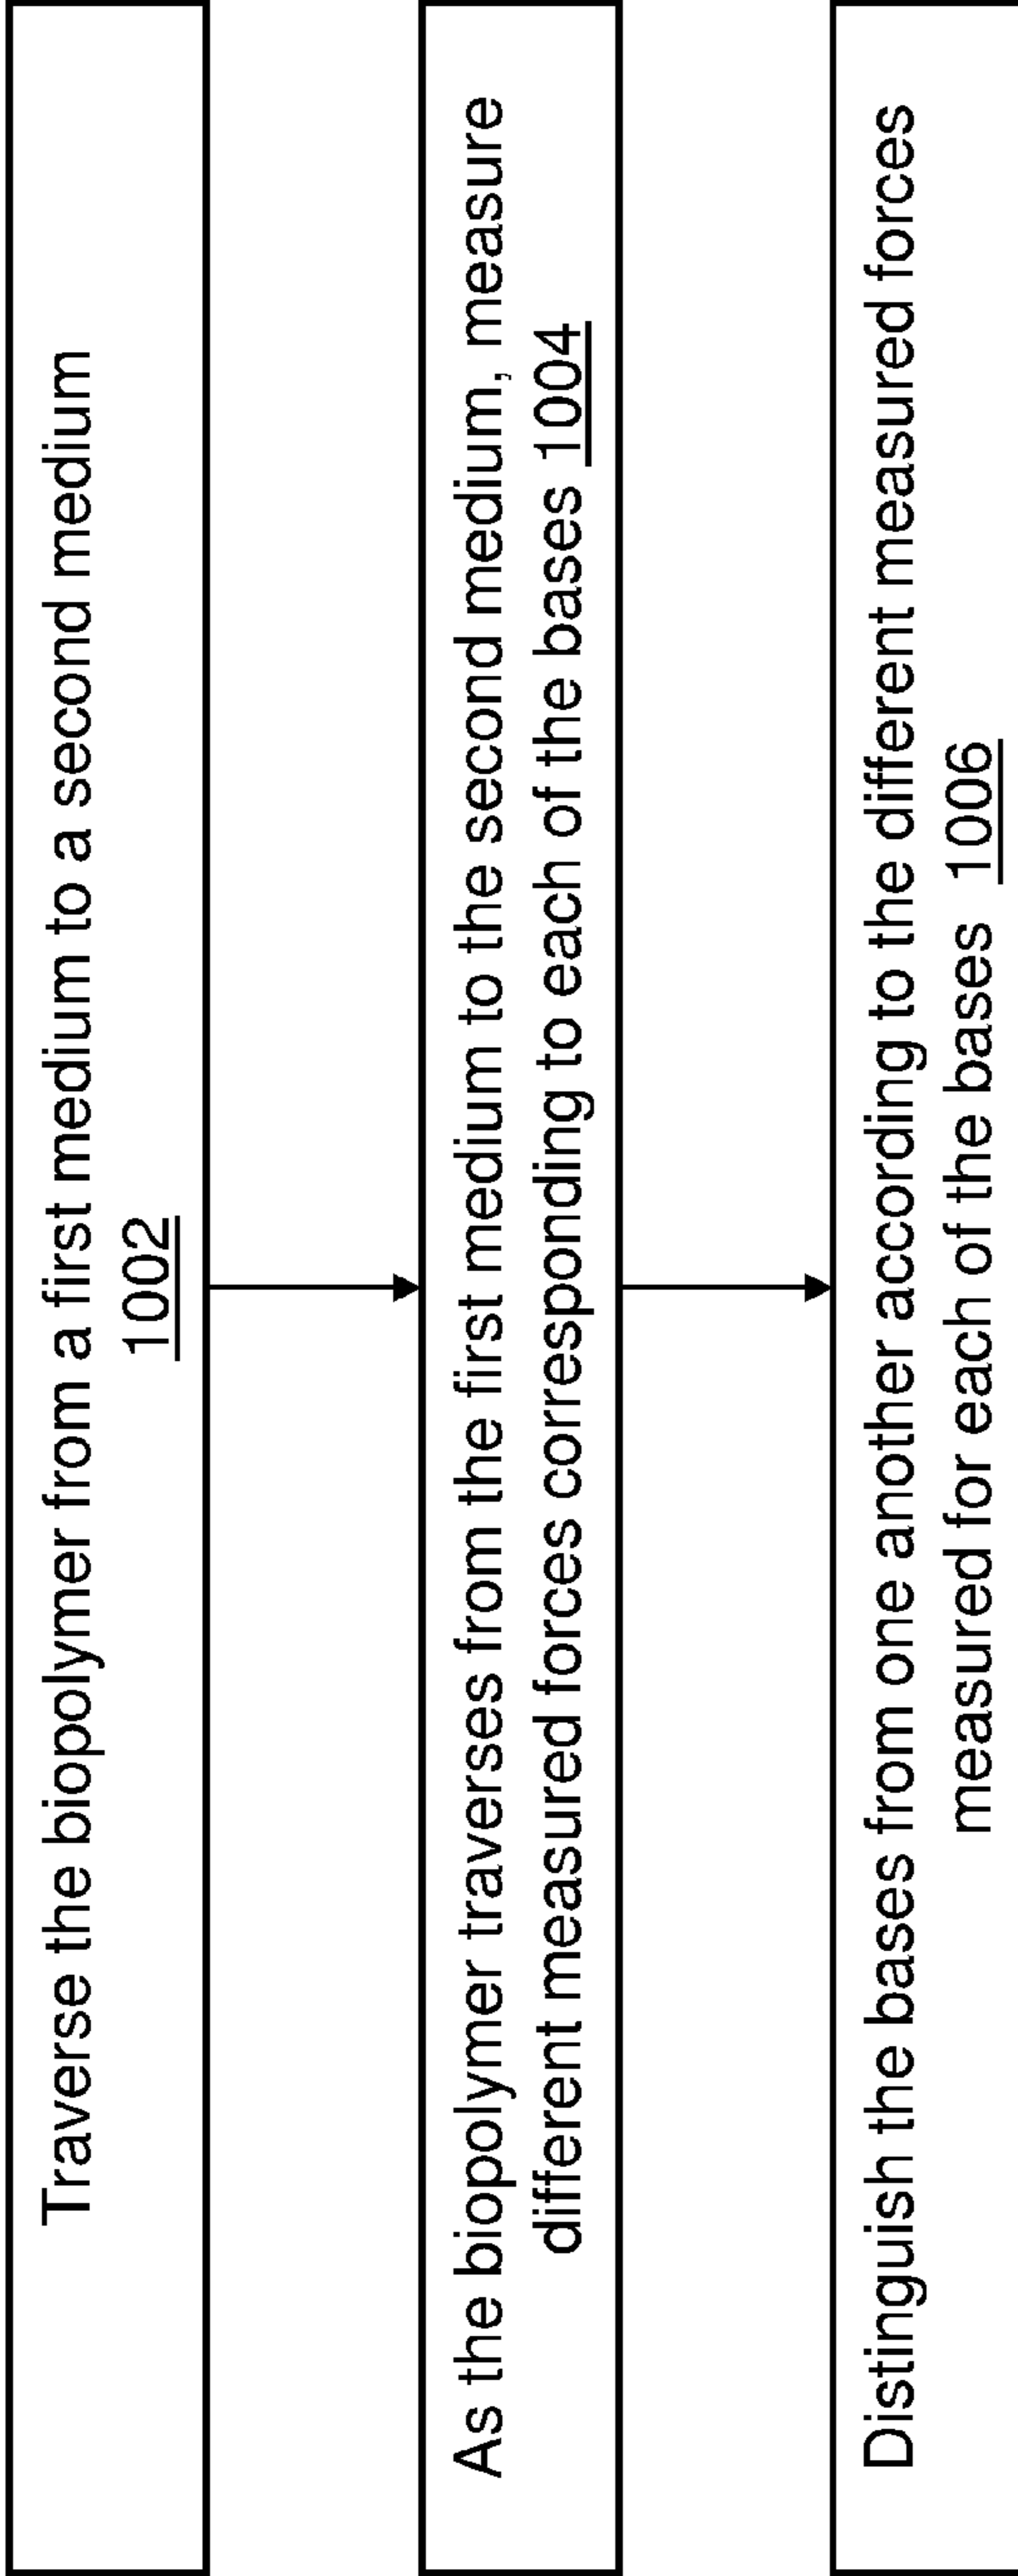 Traverse the biopolymer from a first medium to a second medium
1002
As the biopolymer traverses from the first medium to the second medium, measure
different measured forces corresponding to each of the bases 1004
Distinguish the bases from one another according to the different measured forces
measured for each of the bases 1006